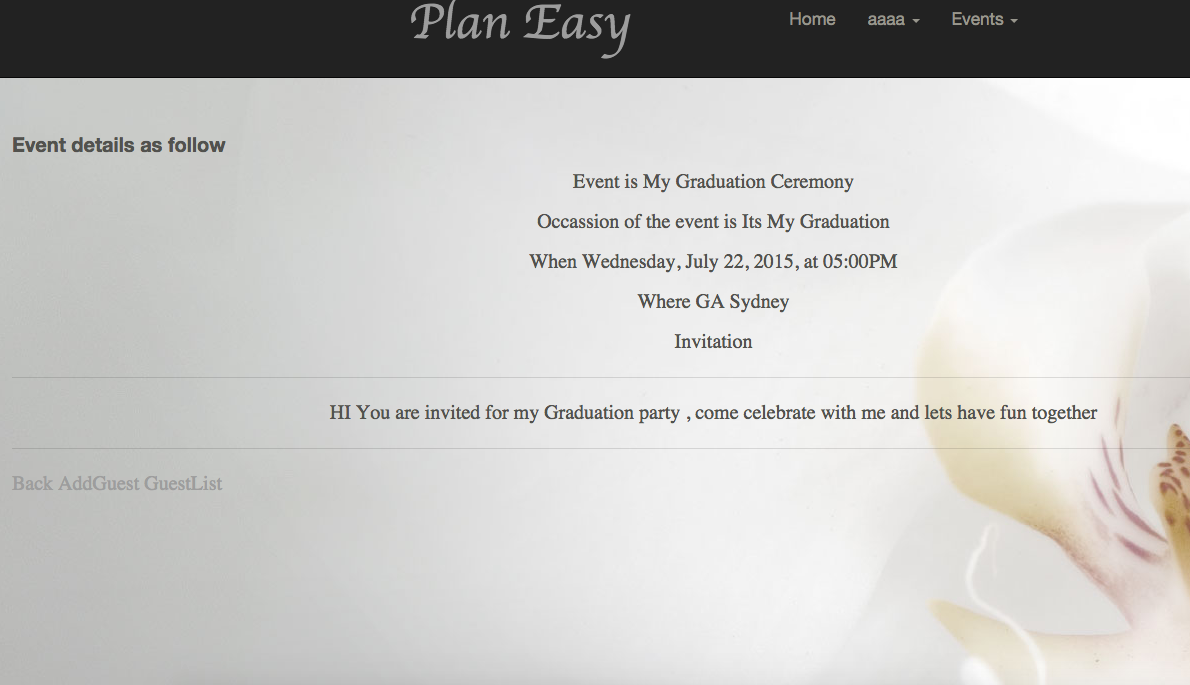 Plan Easy
Home aaaa Events
Event details as follow
Event is My Graduation Ceremony
Occassion of the event is Its My Graduation
When Wednesday, July 22, 2015, at 05:00PM
Where GA Sydney
Invitation
HI You are invited for my Graduation party , come celebrate with me and lets have fun together
Back AddGuest GuestList